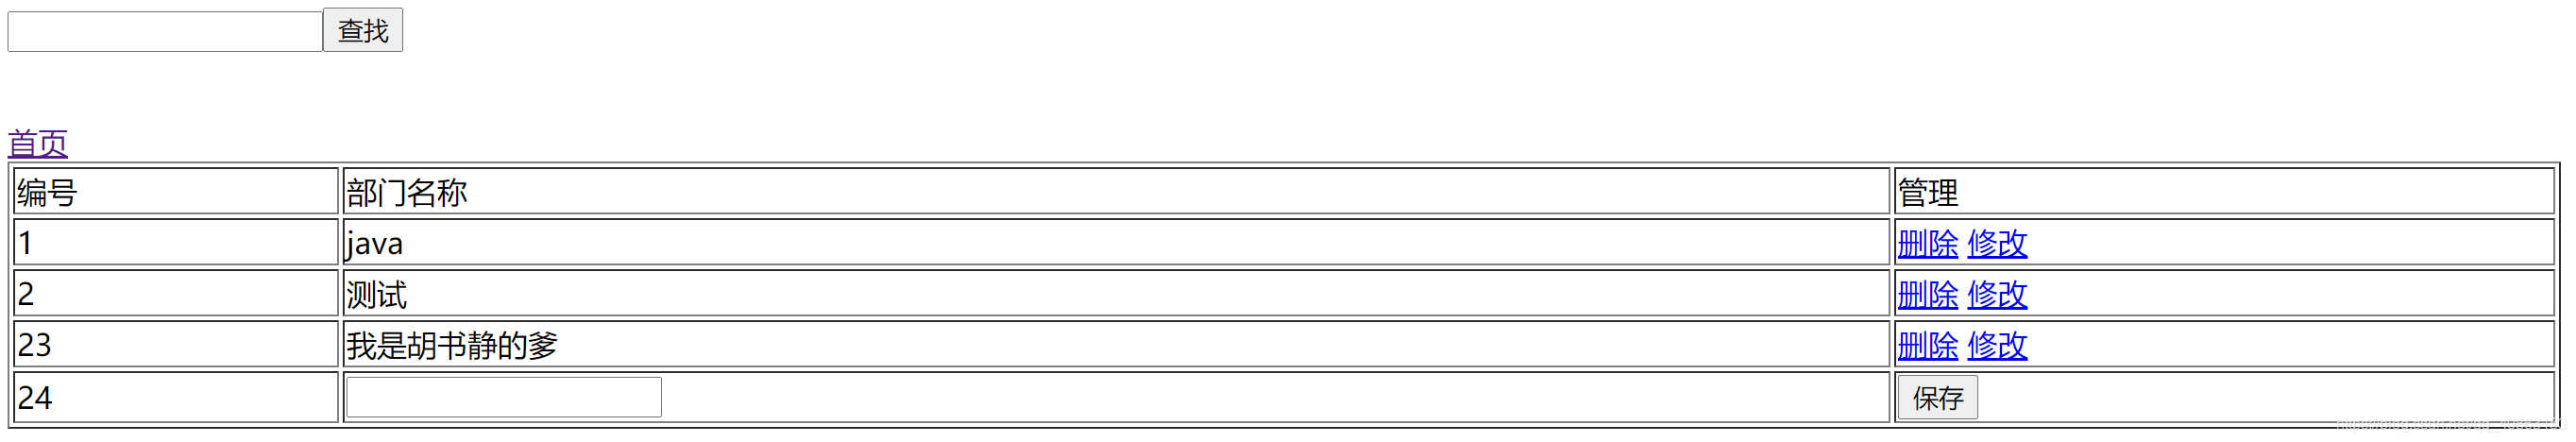 查找
首页
编号 部门名称 管理
1 java 删除 修改
2 测试 删除 修改
23 我是胡书静的爹 删除 修改
24 保存